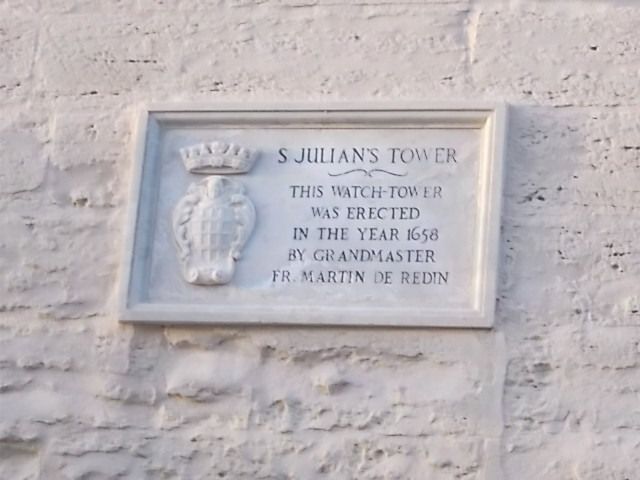 S JULIAN'S TOWER
THIS WATCH-TOWER
WAS ERECTED
IN THE YEAR 1658
BY GRANDMASTER
FR. MARTIN DE REDIN